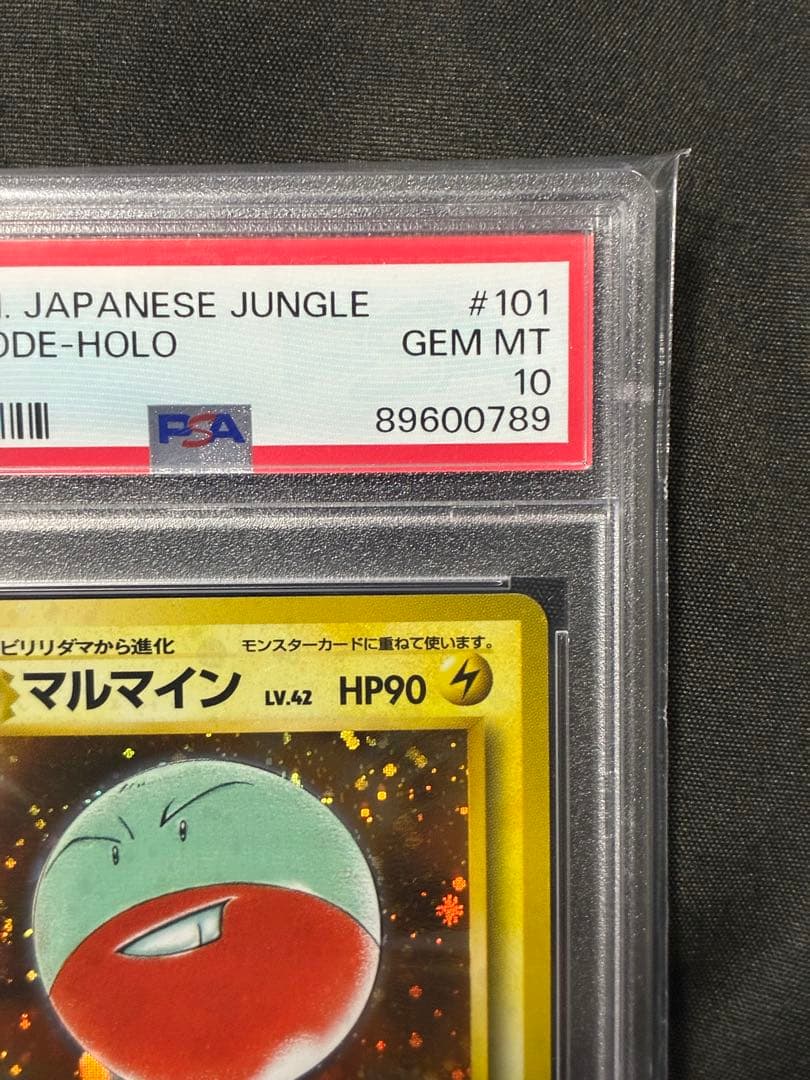 . JAPANESE JUNGLE #101
ODE-HOLO GEM MT
10
PSA 89600789
ビリリダマから進化 モンスターカードに重ねて使います。
マルマイン LV.42 HP90